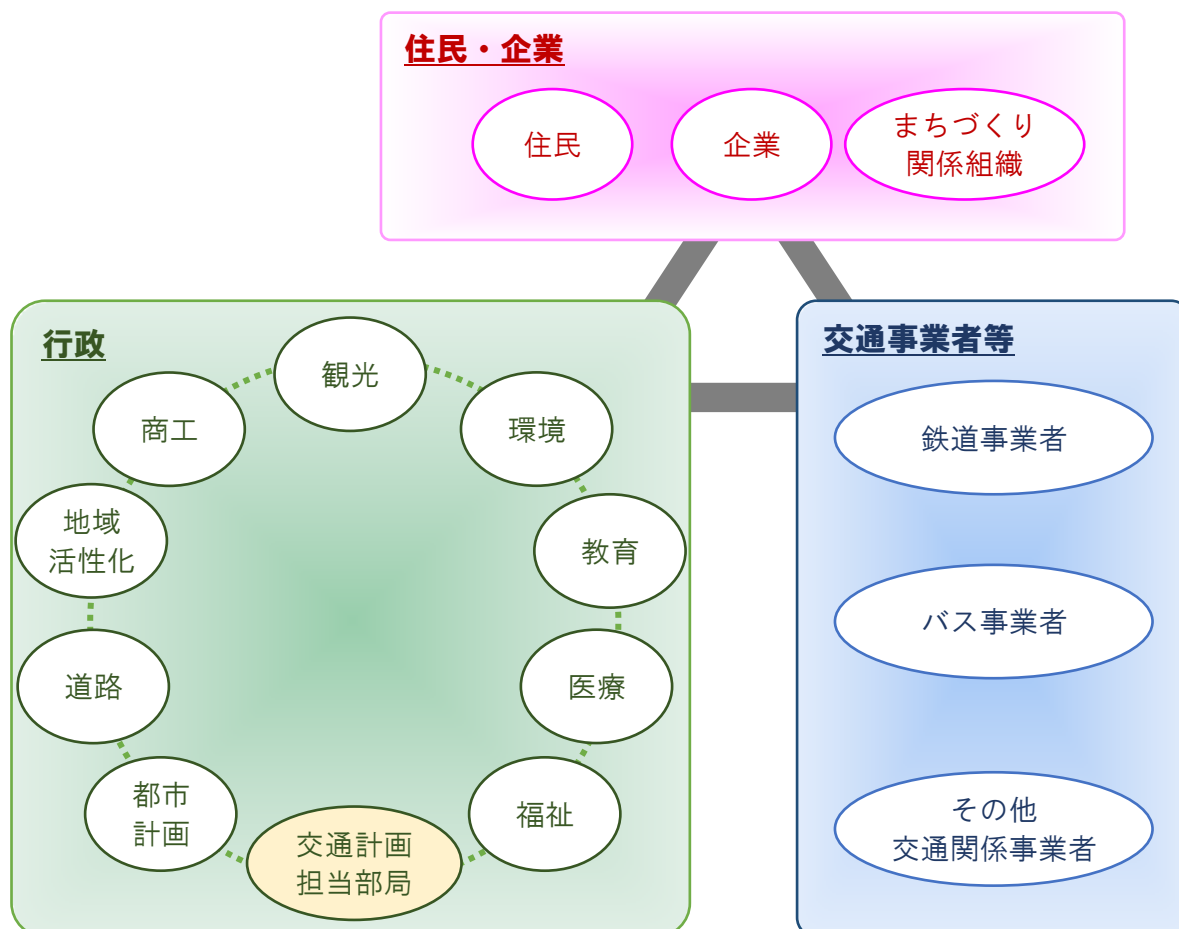 住民・企業
住民
企業
まちづくり
関係組織
行政
観光
商工
環境
地域
活性化
教育
道路
医療
都市
計画
福祉
交通計画
担当部局
交通事業者等
鉄道事業者
バス事業者
その他
交通関係事業者